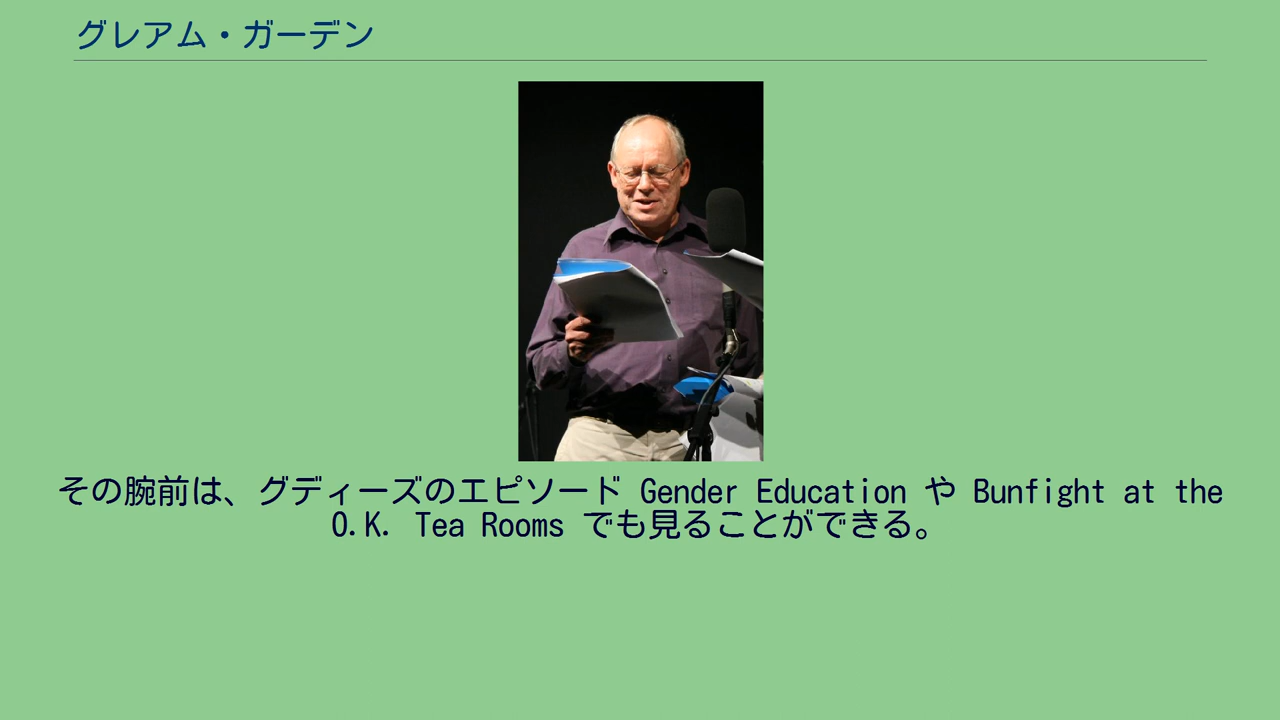 グレアム・ガーデン
その腕前は、グディーズのエピソード Gender Education や Bunfight at the
O.K. Tea Rooms でも見ることができる。